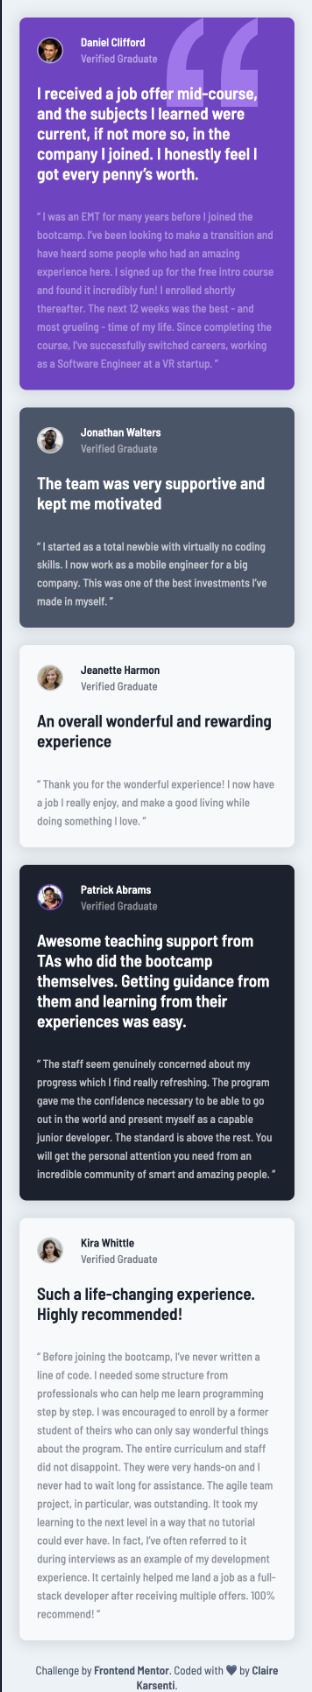 Daniel Clifford
Verified Graduate
I received a job offer mid-course,
and the subjects I learned were
current, if not more so, in the
company I joined. I honestly feel I
got every penny’s worth.
“ I was an EMT for many years before I joined the
bootcamp. I’ve been looking to make a transition and
have heard some people who had an amazing
experience here. I signed up for the free intro course
and found it incredibly fun! I enrolled shortly
thereafter. The next 12 weeks was the best - and
most grueling - time of my life. Since completing the
course, I’ve successfully switched careers, working
as a Software Engineer at a VR startup. ”
Jonathan Walters
Verified Graduate
The team was very supportive and
kept me motivated
“ I started as a total newbie with virtually no coding
skills. I now work as a mobile engineer for a big
company. This was one of the best investments I’ve
made in myself. ”
Jeanette Harmon
Verified Graduate
An overall wonderful and rewarding
experience
“ Thank you for the wonderful experience! I now have
a job I really enjoy, and make a good living while
doing something I love. ”
Patrick Abrams
Verified Graduate
Awesome teaching support from
TAs who did the bootcamp
themselves. Getting guidance from
them and learning from their
experiences was easy.
“ The staff seem genuinely concerned about my
progress which I find really refreshing. The program
gave me the confidence necessary to be able to go
out in the world and present myself as a capable
junior developer. The standard is above the rest. You
will get the personal attention you need from an
incredible community of smart and amazing people. ”
Kira Whittle
Verified Graduate
Such a life-changing experience.
Highly recommended!
“ Before joining the bootcamp, I’ve never written a
line of code. I needed some structure from
professionals who can help me learn programming
step by step. I was encouraged to enroll by a former
student of theirs who can only say wonderful things
about the program. The entire curriculum and staff
did not disappoint. They were very hands-on and I
never had to wait long for assistance. The agile team
project, in particular, was outstanding. It took my
learning to the next level in a way that no tutorial
could ever have. In fact, I’ve often referred to it
during interviews as an example of my development
experience. It certainly helped me land a job as a full-
stack developer after receiving multiple offers. 100%
recommend! ”
Challenge by Frontend Mentor. Coded with 🖤 by Claire
Karsenti.